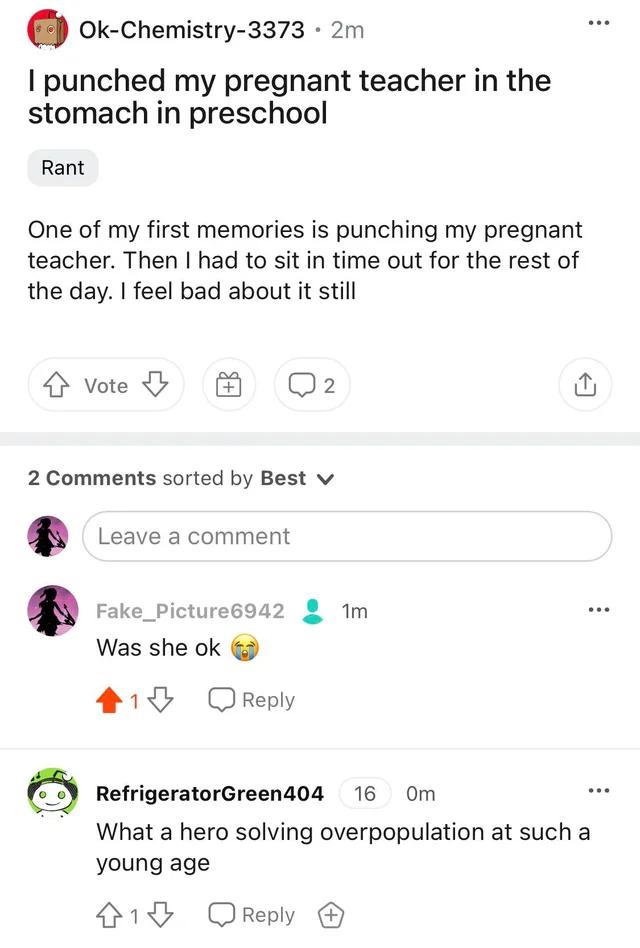 Ok-Chemistry-3373 • 2m
I punched my pregnant teacher in the
stomach in preschool
Rant
One of my first memories is punching my pregnant
teacher. Then I had to sit in time out for the rest of
the day. I feel bad about it still
Vote
2
2 Comments sorted by Best
Leave a comment
Fake_Picture6942 1m
Was she ok 😭
1 Reply
RefrigeratorGreen404 16 0m
What a hero solving overpopulation at such a
young age
1 Reply